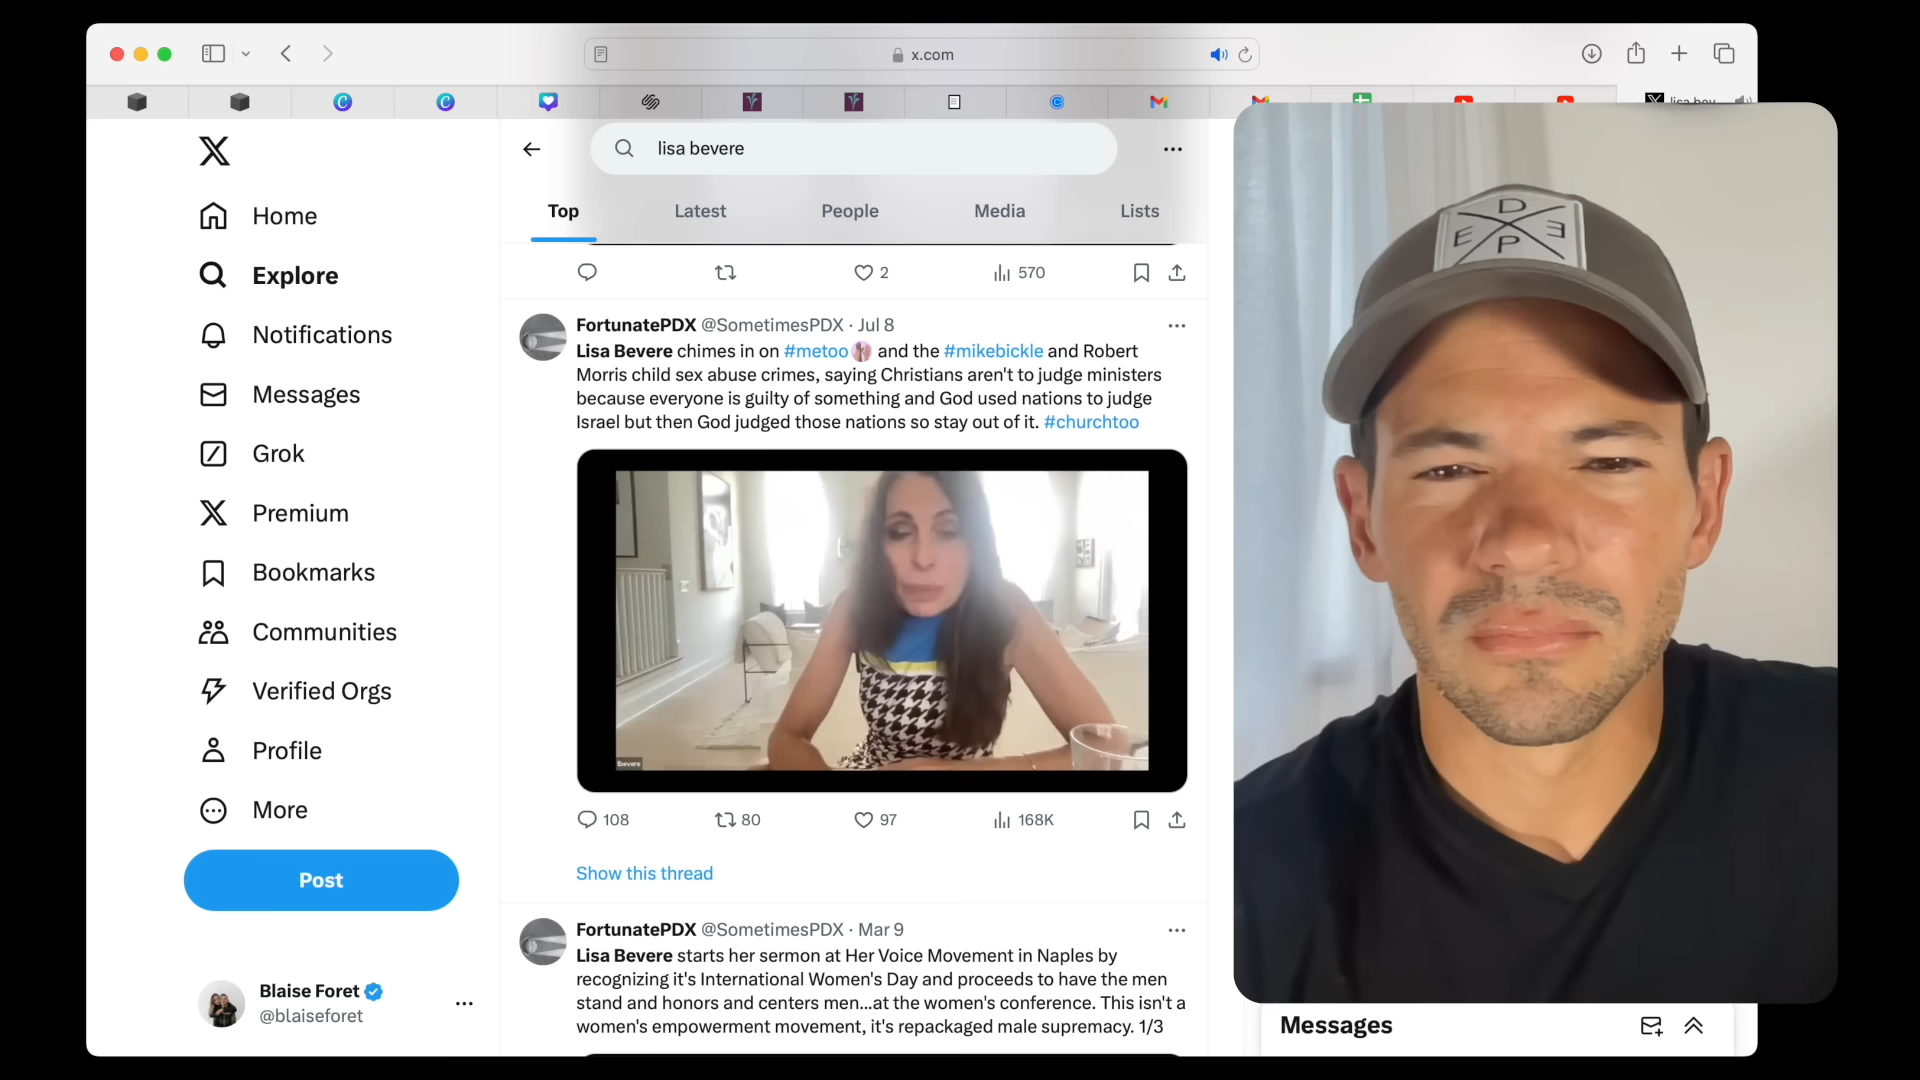 x.com
lisa bevere
Top
Latest
People
Media
Lists
Home
Explore
Notifications
Messages
Grok
Premium
Bookmarks
Communities
Verified Orgs
Profile
More
Post
Blaise Foret
@blaiseforet
2
570
FortunatePDX @SometimesPDX · Jul 8
Lisa Bevere chimes in on #metoo and the #mikebickle and Robert
Morris child sex abuse crimes, saying Christians aren't to judge ministers
because everyone is guilty of something and God used nations to judge
Israel but then God judged those nations so stay out of it. #churchtoo
lbevere
108
80
97
168K
Show this thread
FortunatePDX @SometimesPDX · Mar 9
Lisa Bevere starts her sermon at Her Voice Movement in Naples by
recognizing it's International Women's Day and proceeds to have the men
stand and honors and centers men...at the women's conference. This isn't a
women's empowerment movement, it's repackaged male supremacy. 1/3
D
E E
P
Messages